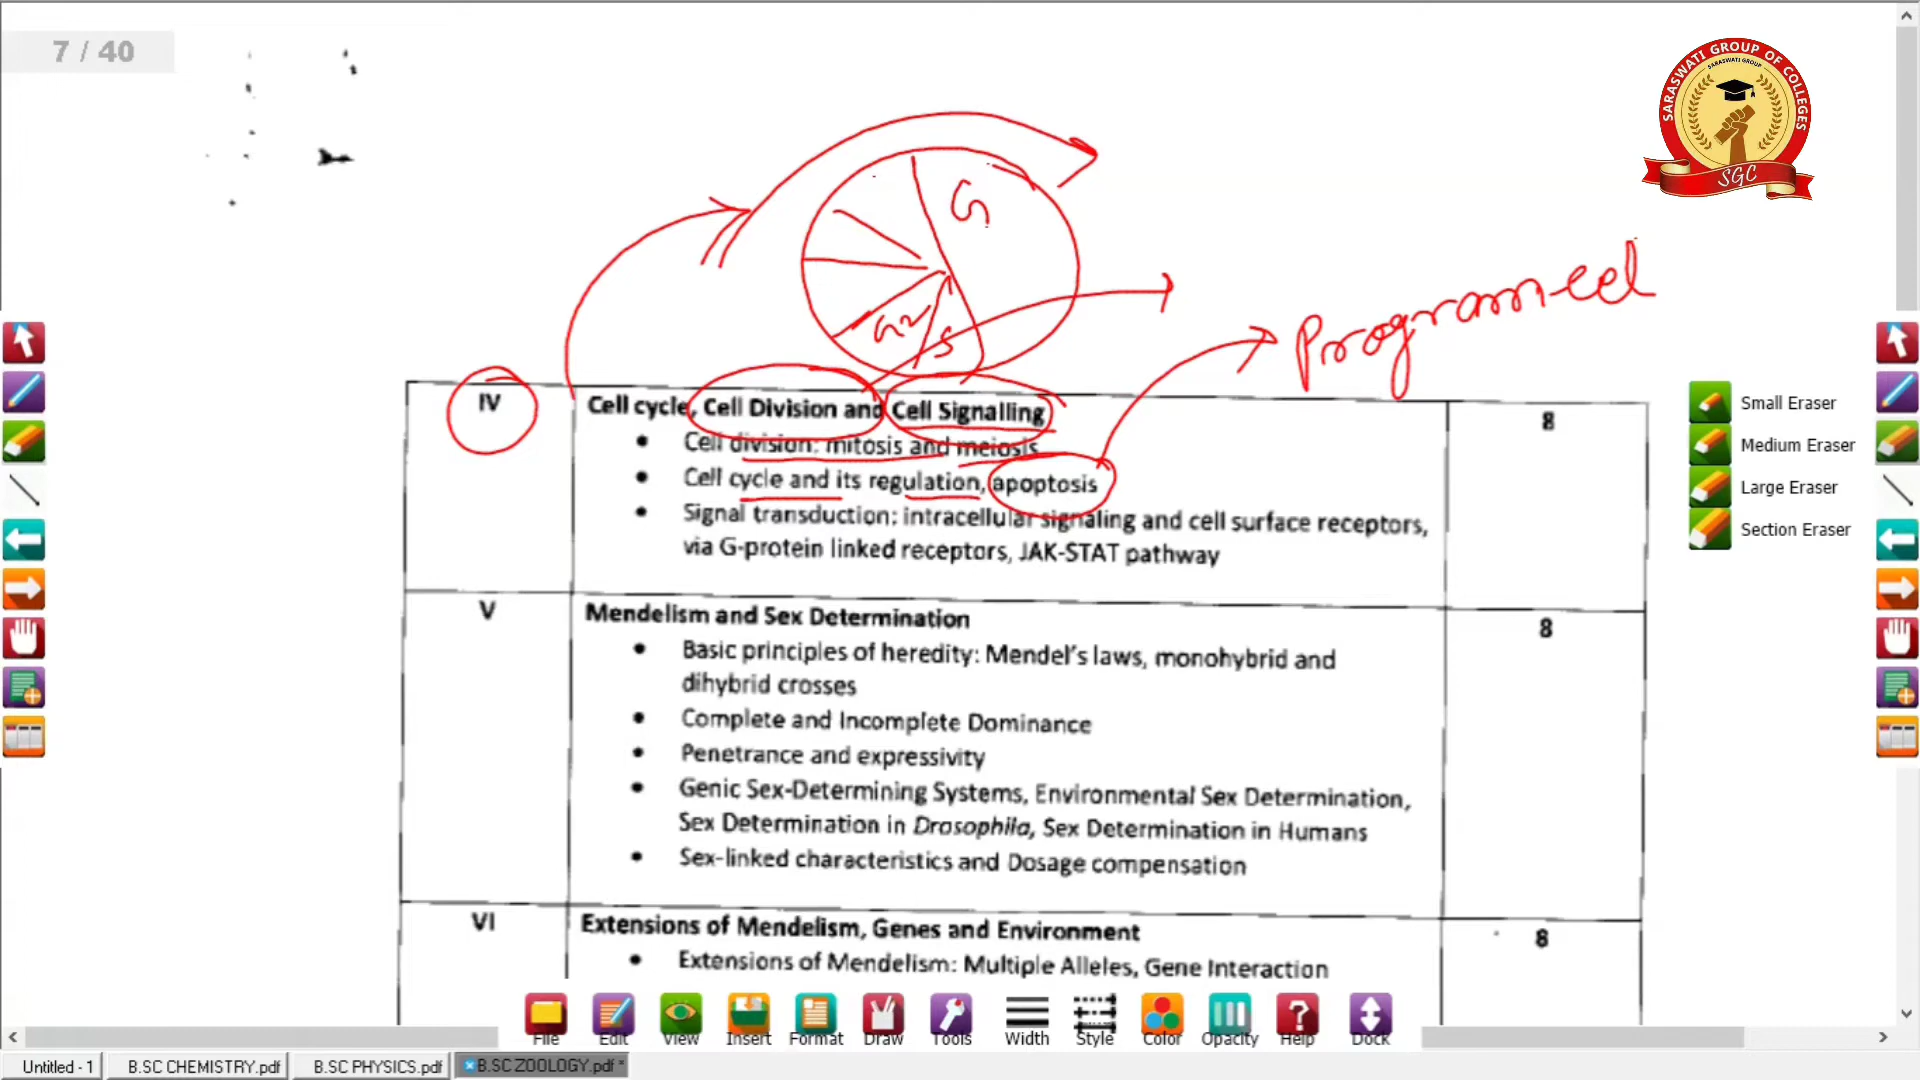 7 / 40
SARASWATI GROUP OF COLLEGES
SARASWATI GROUP
SGC
G1
G2
S
Programed
IV
Cell cycle, Cell Division and Cell Signalling
8
• Cell division: mitosis and meiosis
• Cell cycle and its regulation, apoptosis
• Signal transduction: intracellular signaling and cell surface receptors,
via G-protein linked receptors, JAK-STAT pathway
V
Mendelism and Sex Determination
8
• Basic principles of heredity: Mendel's laws, monohybrid and
dihybrid crosses
• Complete and Incomplete Dominance
• Penetrance and expressivity
• Genic Sex-Determining Systems, Environmental Sex Determination,
Sex Determination in Drosophila, Sex Determination in Humans
• Sex-linked characteristics and Dosage compensation
VI
Extensions of Mendelism, Genes and Environment
8
• Extensions of Mendelism: Multiple Alleles, Gene Interaction
Small Eraser
Medium Eraser
Large Eraser
Section Eraser
File Edit View Insert Format Draw Tools Width Style Color Opacity Help Dock
Untitled - 1 B.SC CHEMISTRY.pdf B.SC PHYSICS.pdf B.SC ZOOLOGY.pdf *